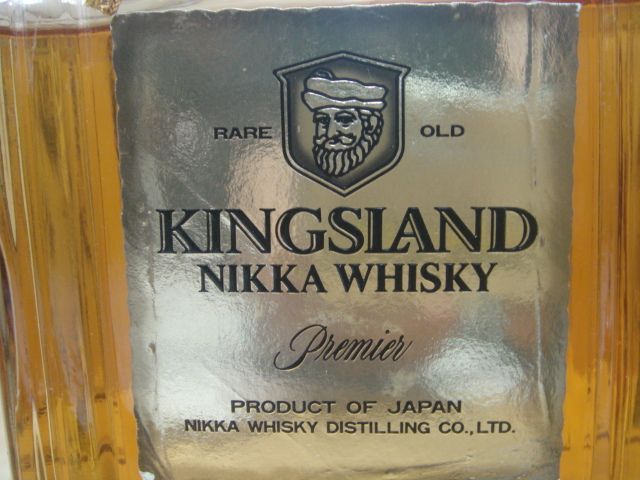 RARE OLD
KINGSLAND
NIKKA WHISKY
Premier
PRODUCT OF JAPAN
NIKKA WHISKY DISTILLING CO.,LTD.